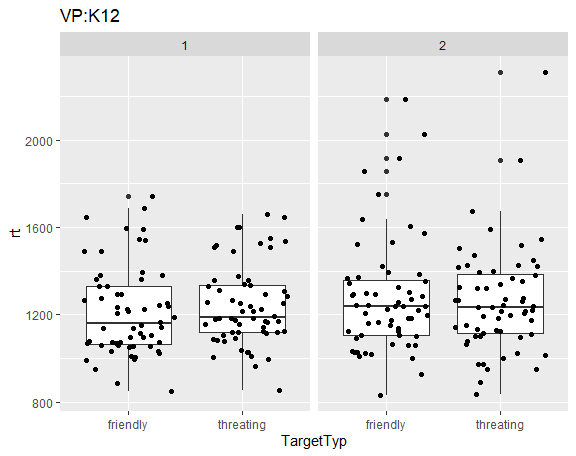 VP:K12
1 2
2000
1600
1200
800
rt
friendly threating friendly threating
TargetTyp